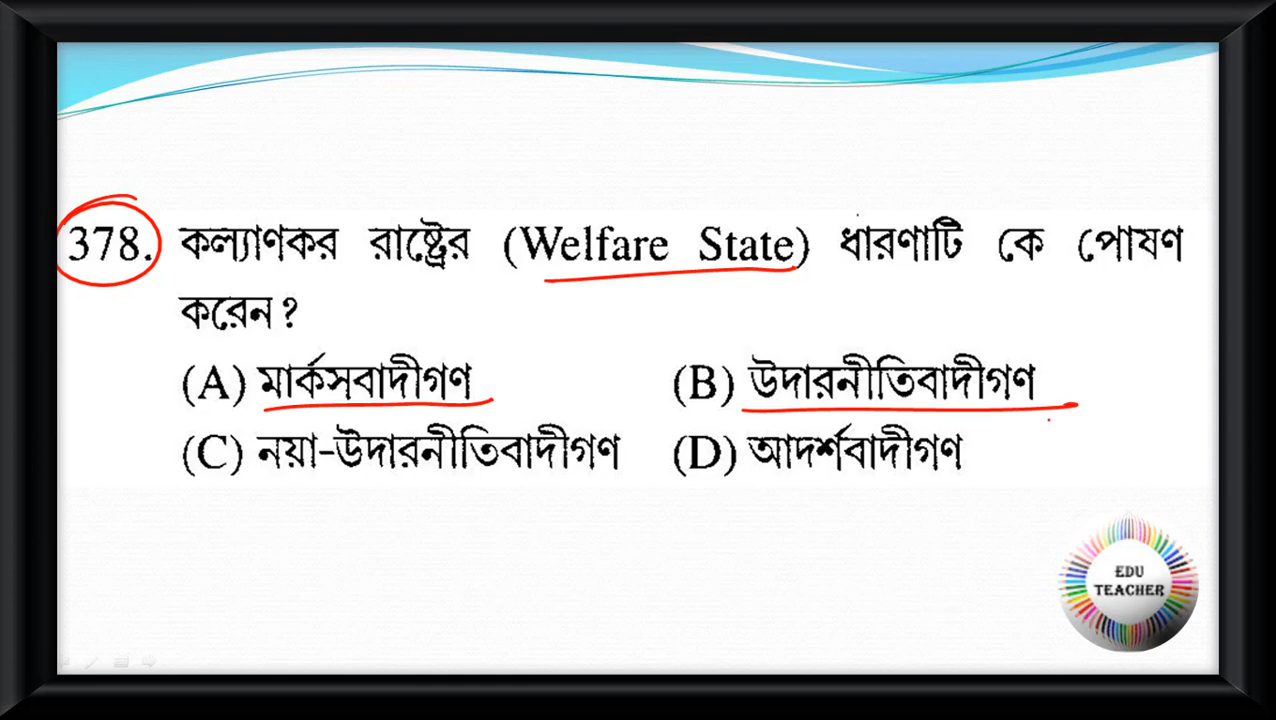 378. কল্যাণকর রাষ্ট্রের (Welfare State) ধারণাটি কে পোষণ
করেন?
(A) মার্কসবাদীগণ (B) উদারনীতিবাদীগণ
(C) নয়া-উদারনীতিবাদীগণ (D) আদর্শবাদীগণ
EDU
TEACHER